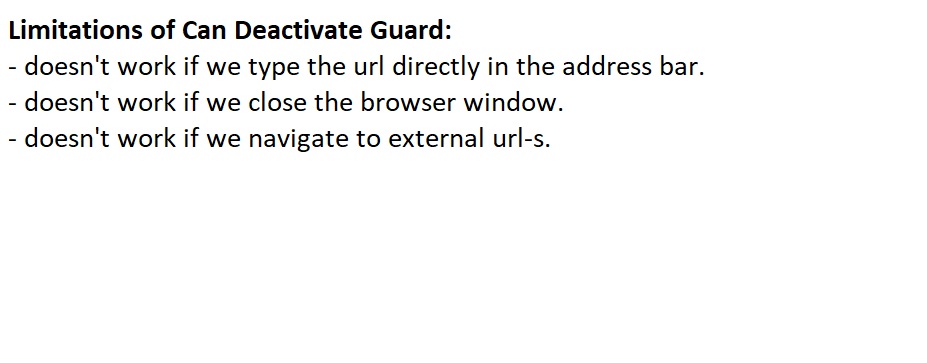 Limitations of Can Deactivate Guard:
- doesn't work if we type the url directly in the address bar.
- doesn't work if we close the browser window.
- doesn't work if we navigate to external url-s.